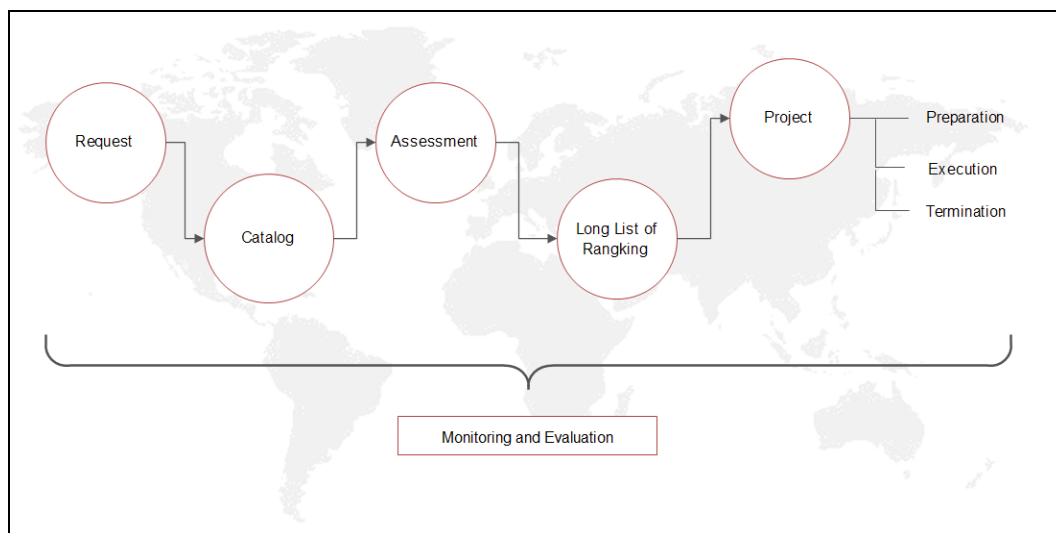 Request
Catalog
Assessment
Long List of
Rangking
Project
Preparation
Execution
Termination
Monitoring and Evaluation